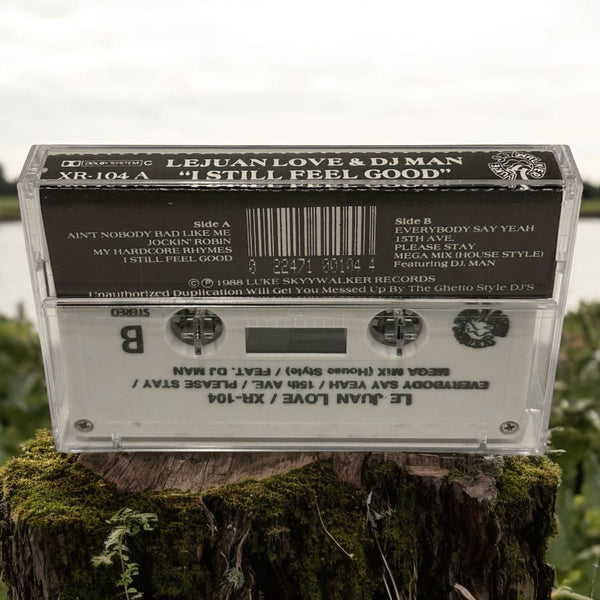 DOLBY SYSTEM C
LEJUAN LOVE & DJ MAN
XR-104 A
"I STILL FEEL GOOD"
Side A
AIN'T NOBODY BAD LIKE ME
JOCKIN' ROBIN
MY HARDCORE RHYMES
I STILL FEEL GOOD
0 22471 00104 4
Side B
EVERYBODY SAY YEAH
15TH AVE.
PLEASE STAY
MEGA MIX (HOUSE STYLE)
Featuring D.J. MAN
©℗ 1988 LUKE SKYYWALKER RECORDS
Unauthorized Duplication Will Get You Messed Up By The Ghetto Style DJ'S
LE JUAN LOVE / XR-104
EVERYBODY SAY YEAH / 15th AVE. / PLEASE STAY /
MEGA MIX (House Style) / FEAT. DJ MAN
B
STEREO